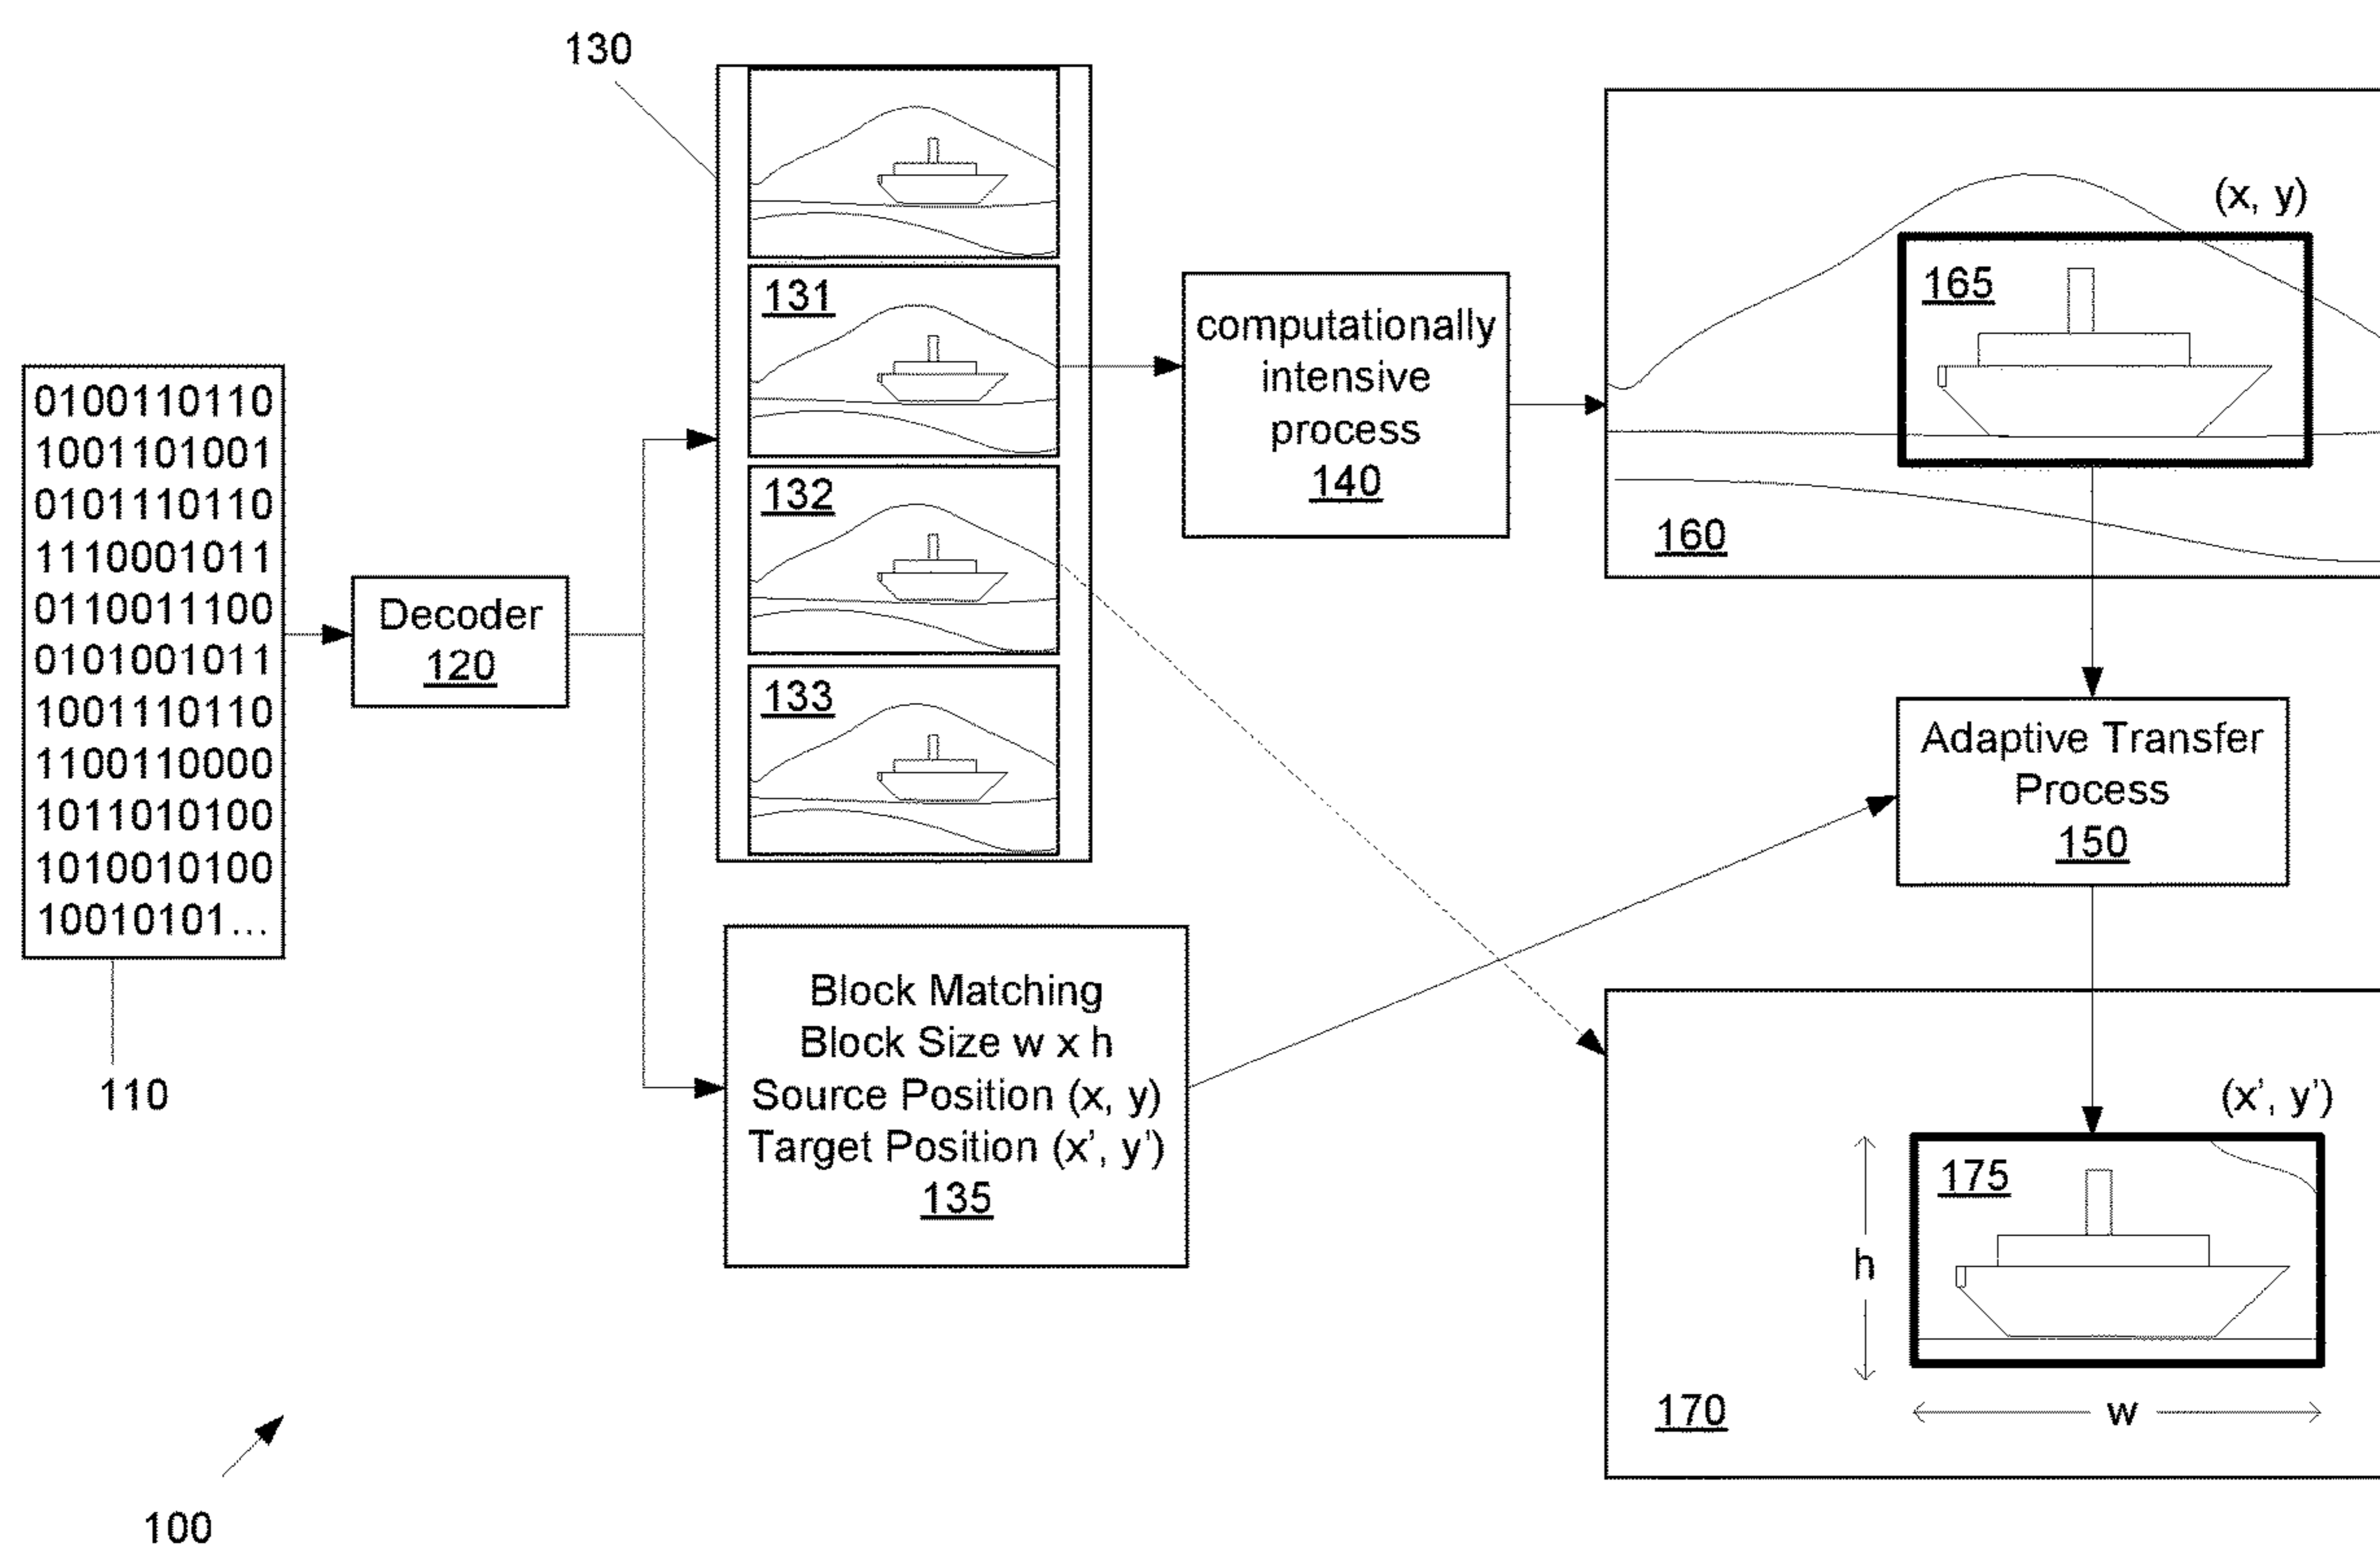 130
131
132
133
0100110110
1001101001
0101110110
1110001011
0110011100
0101001011
1001110110
1100110000
1011010100
1010010100
10010101...
110
Decoder
120
computationally
intensive
process
140
(x, y)
165
160
Adaptive Transfer
Process
150
Block Matching
Block Size w x h
Source Position (x, y)
Target Position (x’, y’)
135
(x’, y’)
175
h
w
170
100